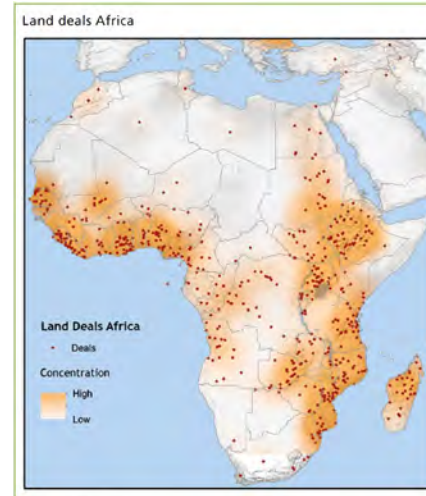 Land deals Africa
Land Deals Africa
Deals
Concentration
High
Low